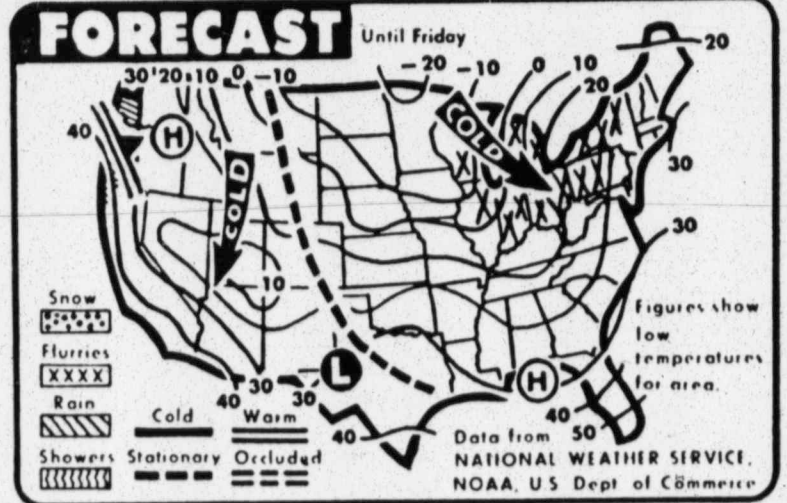 FORECAST Until Friday
30 20 10 0 -10 -20 -10 0 10 20 20
40 H COLD COLD 30
30
10
Snow
Flurries
XXXX
Rain
Showers
Cold Warm
Stationary Occluded
40 30 30 L H 40 50
40
Figures show
low
temperatures
for area.
Data from
NATIONAL WEATHER SERVICE,
NOAA, U S Dept of Commerce